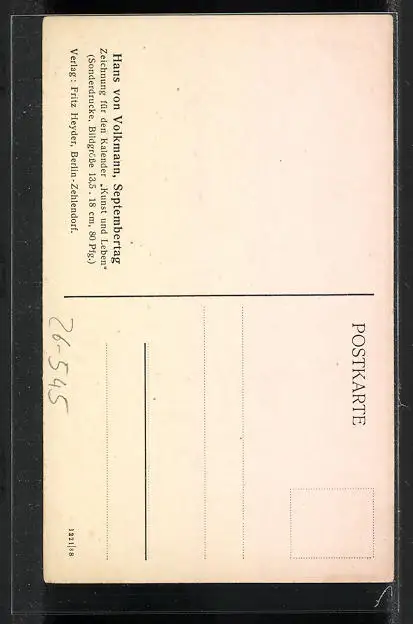 POSTKARTE
Hans von Volkmann, Septembertag
Zeichnung für den Kalender „Kunst und Leben“
(Sonderdrucke, Bildgröße 13,5 . 18 cm, 80 Pfg.)
Verlag: Fritz Heyder, Berlin-Zehlendorf.
1221|88
26-545